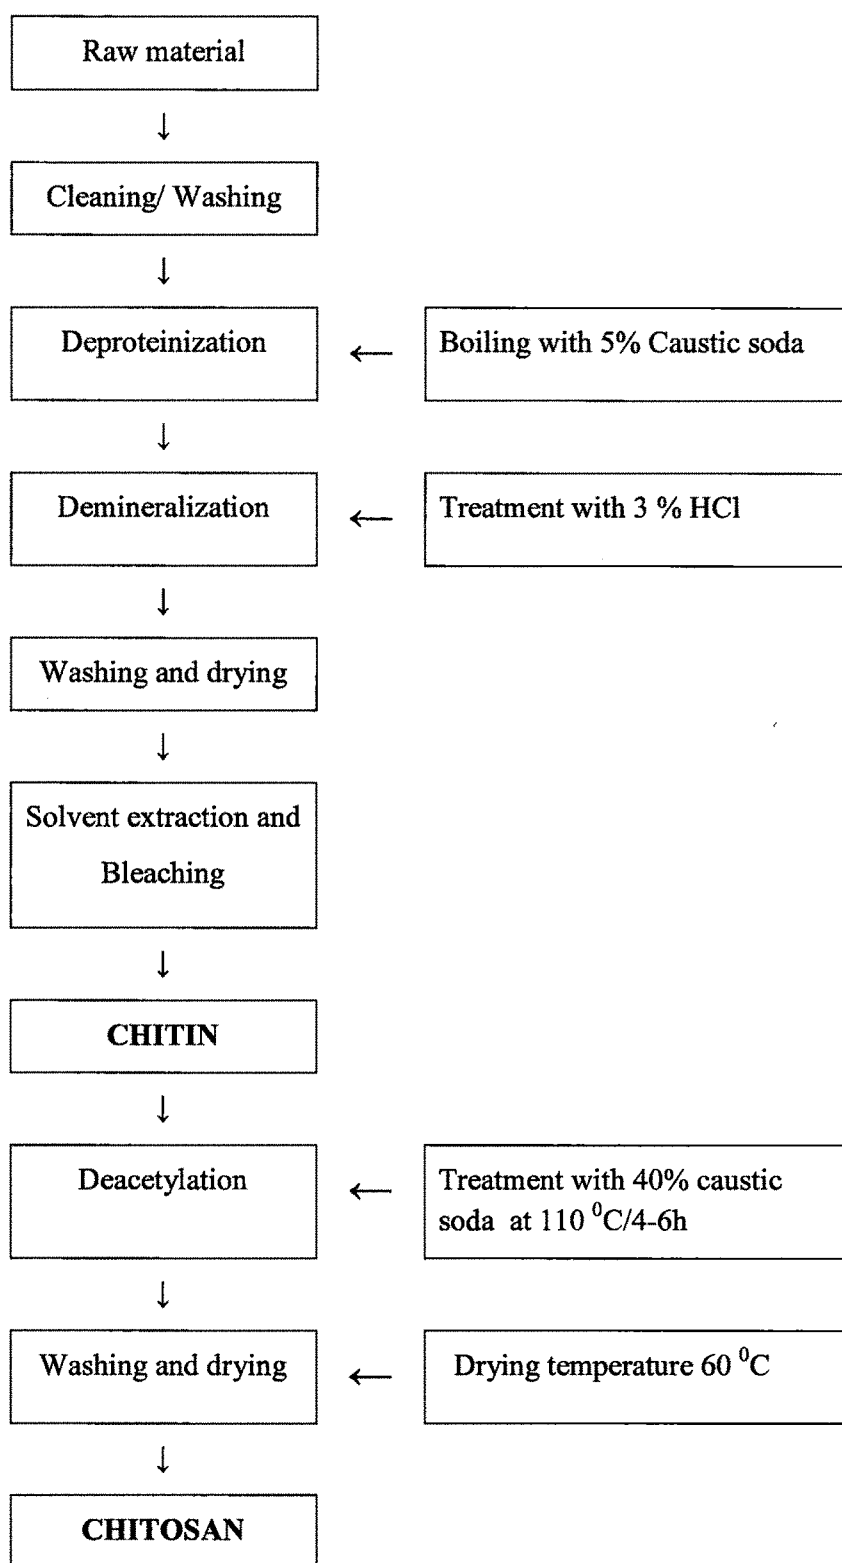 Raw material
↓
Cleaning/ Washing
↓
Deproteinization ← Boiling with 5% Caustic soda
↓
Demineralization ← Treatment with 3 % HCl
↓
Washing and drying
↓
Solvent extraction and
Bleaching
↓
CHITIN
↓
Deacetylation ← Treatment with 40% caustic
soda at 110 ⁰C/4-6h
↓
Washing and drying ← Drying temperature 60 ⁰C
↓
CHITOSAN